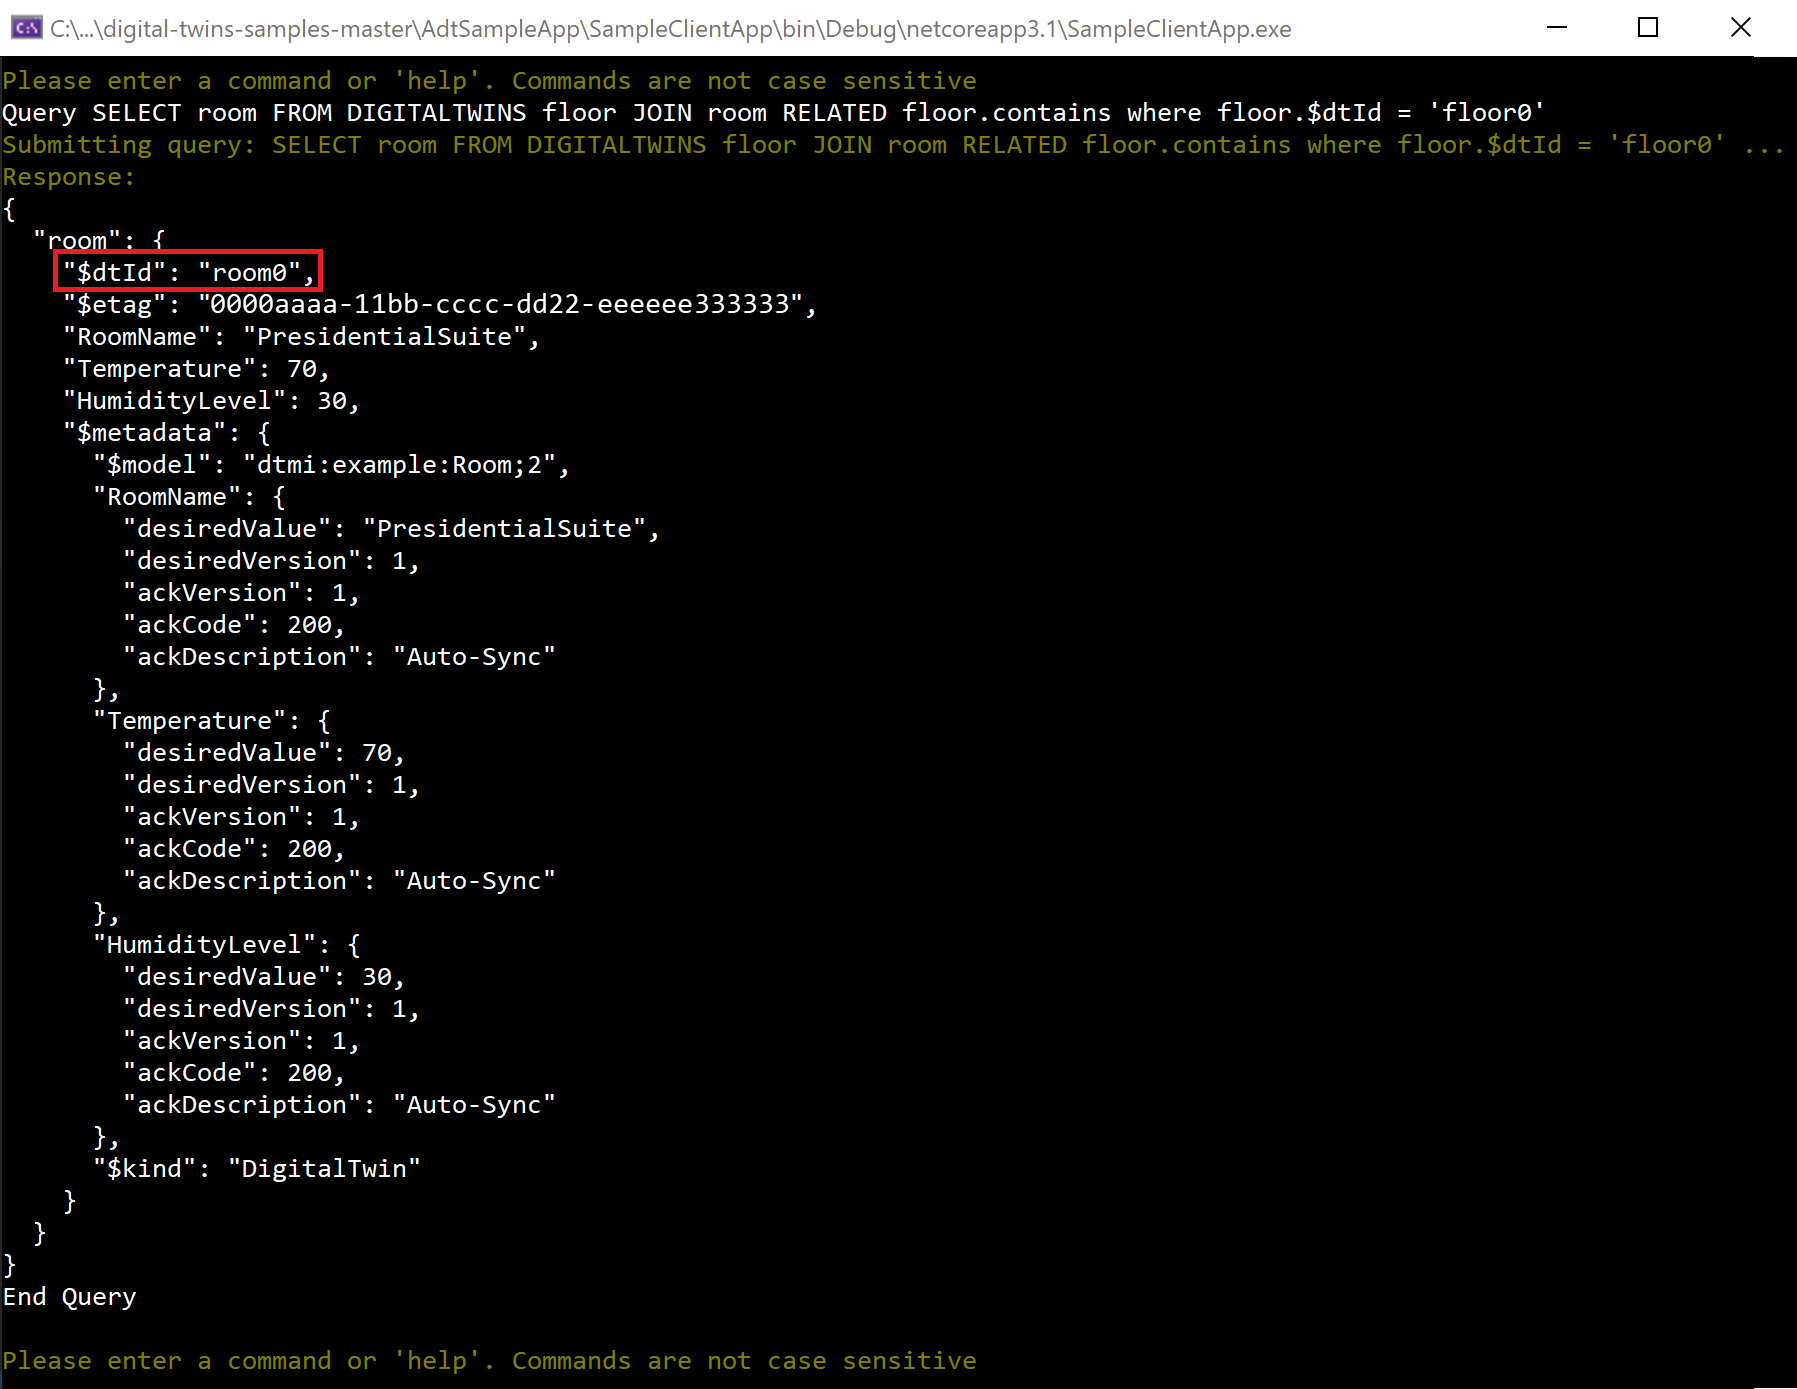 C:\...\digital-twins-samples-master\AdtSampleApp\SampleClientApp\bin\Debug\netcoreapp3.1\SampleClientApp.exe
Please enter a command or 'help'. Commands are not case sensitive
Query SELECT room FROM DIGITALTWINS floor JOIN room RELATED floor.contains where floor.$dtId = 'floor0'
Submitting query: SELECT room FROM DIGITALTWINS floor JOIN room RELATED floor.contains where floor.$dtId = 'floor0' ...
Response:
{
  "room": {
    "$dtId": "room0",
    "$etag": "0000aaaa-11bb-cccc-dd22-eeeeee333333",
    "RoomName": "PresidentialSuite",
    "Temperature": 70,
    "HumidityLevel": 30,
    "$metadata": {
      "$model": "dtmi:example:Room;2",
      "RoomName": {
        "desiredValue": "PresidentialSuite",
        "desiredVersion": 1,
        "ackVersion": 1,
        "ackCode": 200,
        "ackDescription": "Auto-Sync"
      },
      "Temperature": {
        "desiredValue": 70,
        "desiredVersion": 1,
        "ackVersion": 1,
        "ackCode": 200,
        "ackDescription": "Auto-Sync"
      },
      "HumidityLevel": {
        "desiredValue": 30,
        "desiredVersion": 1,
        "ackVersion": 1,
        "ackCode": 200,
        "ackDescription": "Auto-Sync"
      },
      "$kind": "DigitalTwin"
    }
  }
}
End Query
Please enter a command or 'help'. Commands are not case sensitive